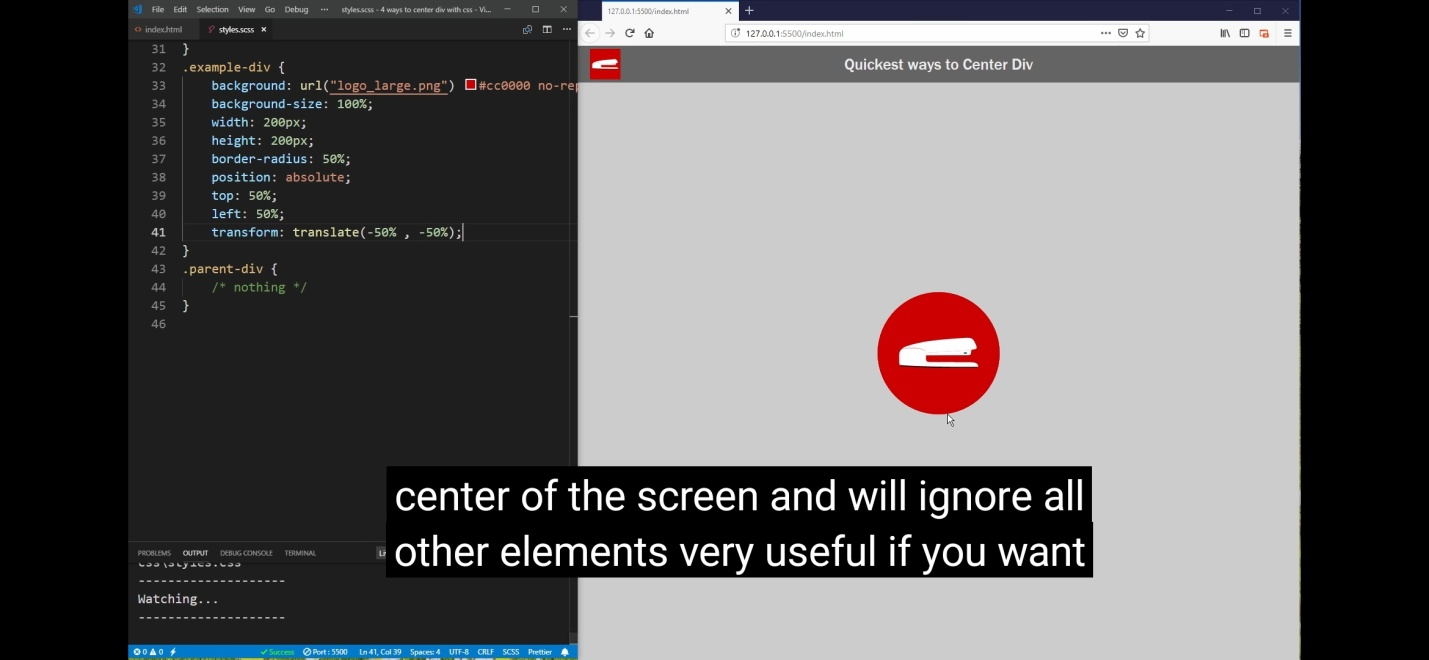 File Edit Selection View Go Debug ··· styles.scss - 4 ways to center div with css - Vi...
index.html styles.scss
31 }
32 .example-div {
33 background: url("logo_large.png") #cc0000 no-rep
34 background-size: 100%;
35 width: 200px;
36 height: 200px;
37 border-radius: 50%;
38 position: absolute;
39 top: 50%;
40 left: 50%;
41 transform: translate(-50% , -50%);
42 }
43 .parent-div {
44 /* nothing */
45 }
46
PROBLEMS OUTPUT DEBUG CONSOLE TERMINAL
css\styles.css
--------------------
Watching...
--------------------
0 0 Success Port : 5500 Ln 41, Col 39 Spaces: 4 UTF-8 CRLF SCSS Prettier
127.0.0.1:5500/index.html
127.0.0.1:5500/index.html
Quickest ways to Center Div
center of the screen and will ignore all
other elements very useful if you want